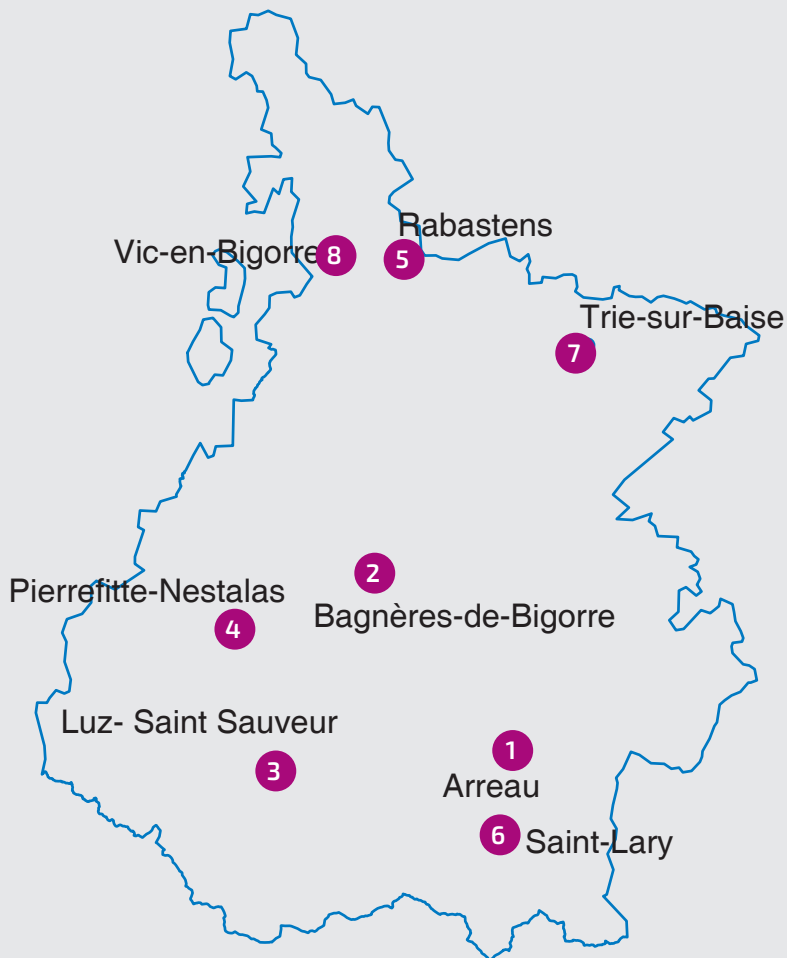 Rabastens
Vic-en-Bigorre 8
5
Trie-sur-Baise
7
2
Pierrefitte-Nestalas
Bagnères-de-Bigorre
4
Luz- Saint Sauveur
1
3
Arreau
6 Saint-Lary